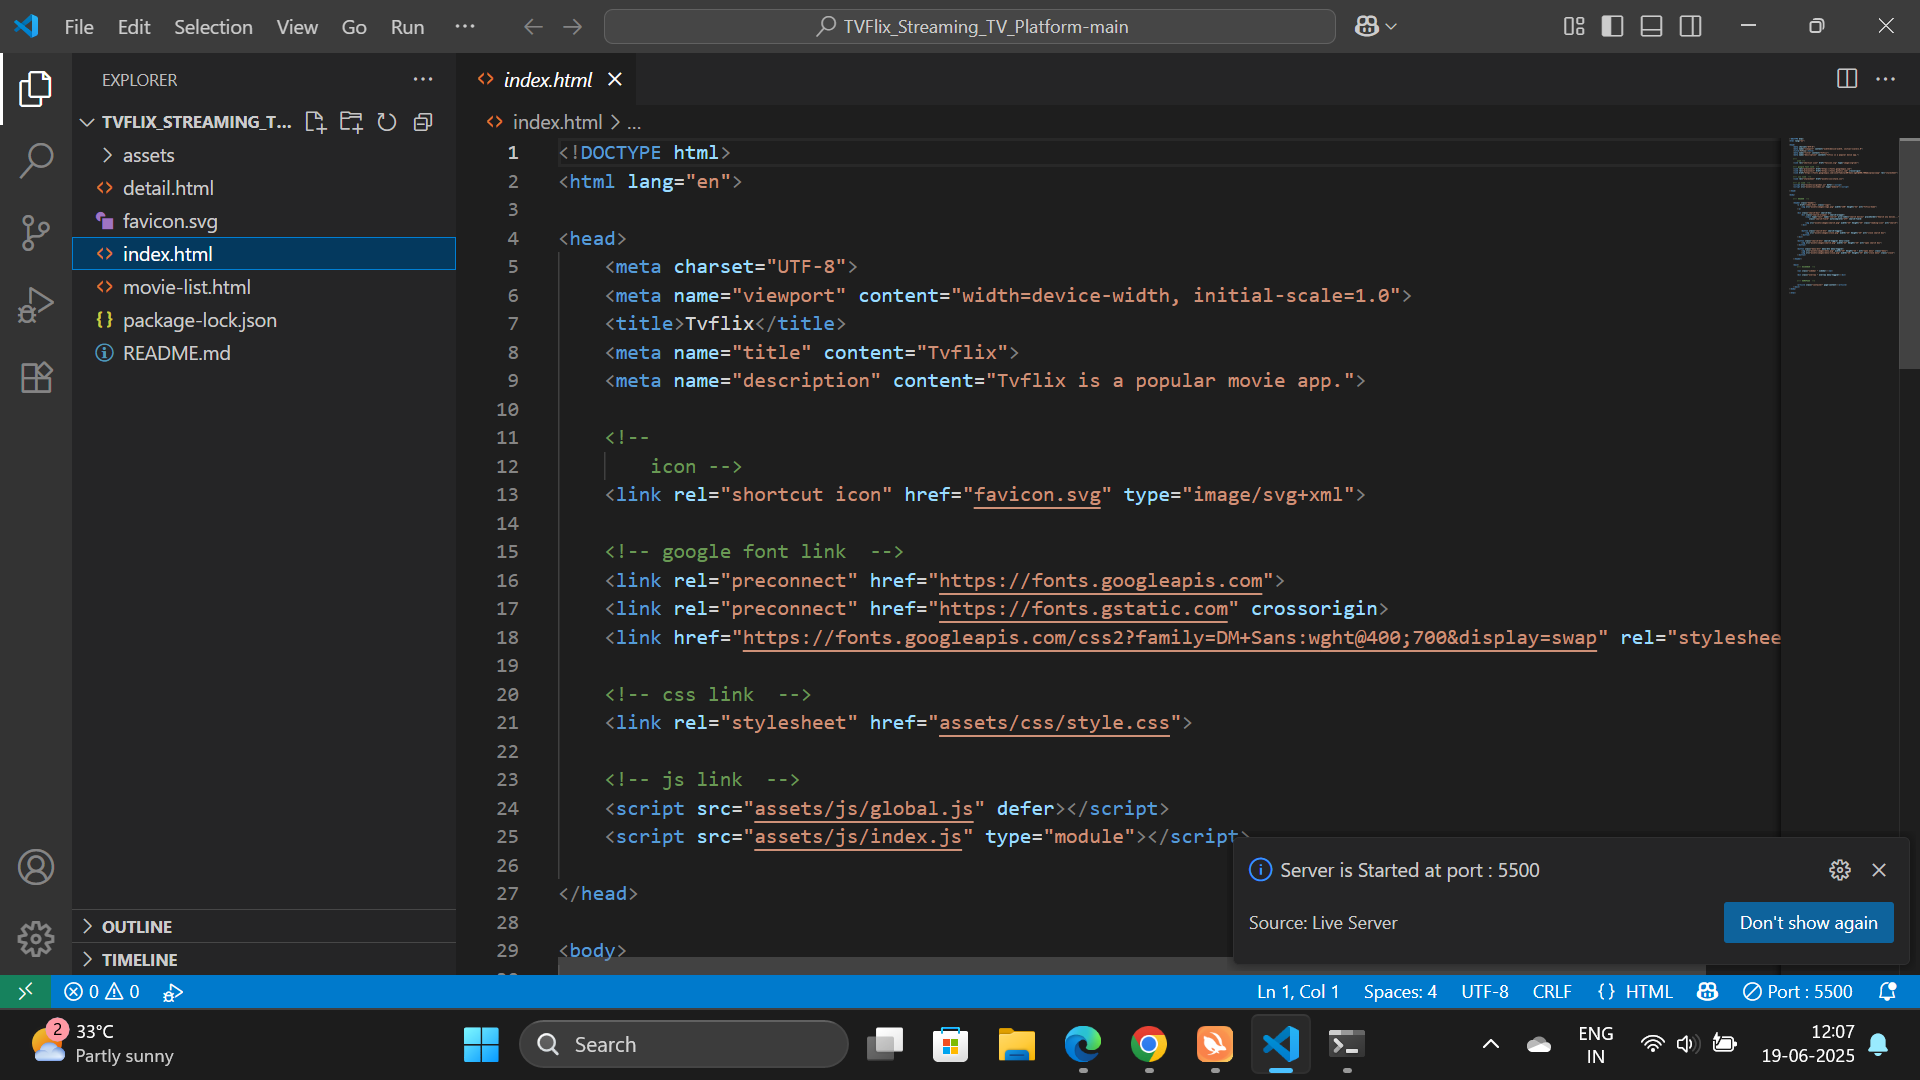 File Edit Selection View Go Run ···
TVFlix_Streaming_TV_Platform-main
EXPLORER
TVFLIX_STREAMING_T...
assets
detail.html
favicon.svg
index.html
movie-list.html
package-lock.json
README.md
OUTLINE
TIMELINE
index.html
index.html > ...
1 <!DOCTYPE html>
2 <html lang="en">
3
4 <head>
5 <meta charset="UTF-8">
6 <meta name="viewport" content="width=device-width, initial-scale=1.0">
7 <title>Tvflix</title>
8 <meta name="title" content="Tvflix">
9 <meta name="description" content="Tvflix is a popular movie app.">
10
11 <!--
12 icon -->
13 <link rel="shortcut icon" href="favicon.svg" type="image/svg+xml">
14
15 <!-- google font link -->
16 <link rel="preconnect" href="https://fonts.googleapis.com">
17 <link rel="preconnect" href="https://fonts.gstatic.com" crossorigin>
18 <link href="https://fonts.googleapis.com/css2?family=DM+Sans:wght@400;700&display=swap" rel="styleshee
19
20 <!-- css link -->
21 <link rel="stylesheet" href="assets/css/style.css">
22
23 <!-- js link -->
24 <script src="assets/js/global.js" defer></script>
25 <script src="assets/js/index.js" type="module"></script>
26
27 </head>
28
29 <body>
Server is Started at port : 5500
Source: Live Server
Don't show again
0 0
Ln 1, Col 1 Spaces: 4 UTF-8 CRLF {} HTML Port : 5500
2
33°C
Partly sunny
Search
ENG
IN
12:07
19-06-2025